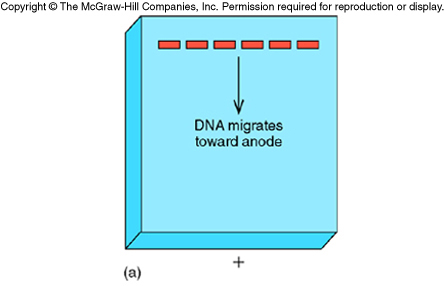 Copyright © The McGraw-Hill Companies, Inc. Permission required for reproduction or display.
DNA migrates
toward anode
+
(a)